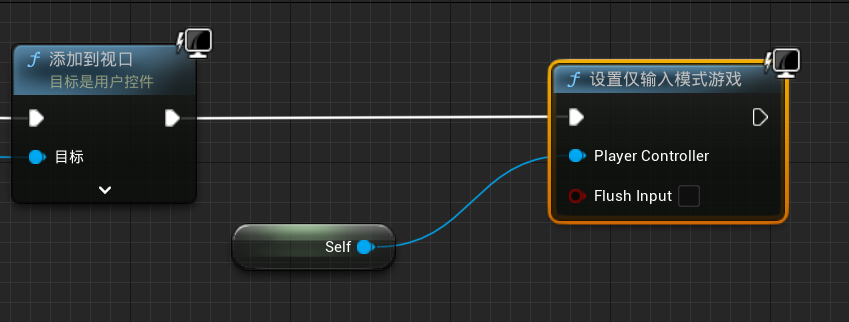 添加到视口
目标是用户控件
目标
Self
设置仅输入模式游戏
Player Controller
Flush Input